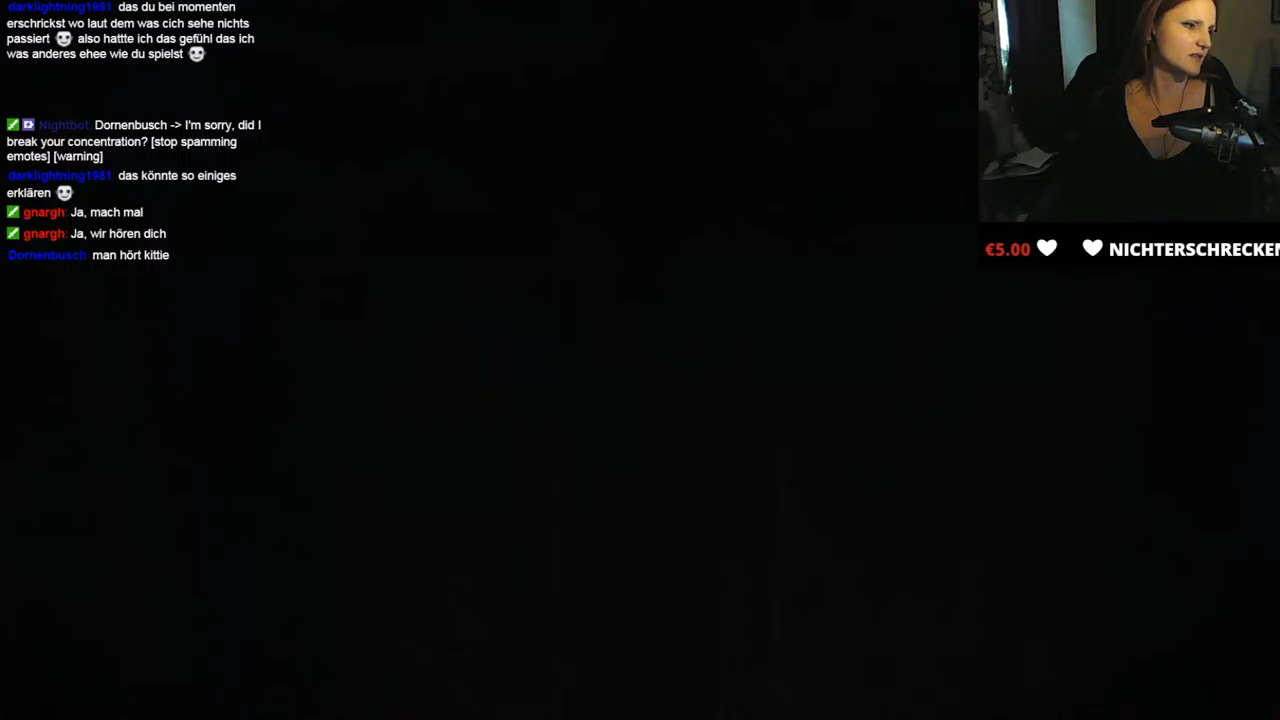 darklightning1981 das du bei momenten
erschrickst wo laut dem was cich sehe nichts
passiert also hattte ich das gefühl das ich
was anderes ehee wie du spielst
Nightbot: Dornenbusch -> I'm sorry, did I
break your concentration? [stop spamming
emotes] [warning]
darklightning1981 das könnte so einiges
erklären
gnargh: Ja, mach mal
gnargh: Ja, wir hören dich
Dornenbusch man hört kittie
€5.00 NICHTERSCHRECKEN